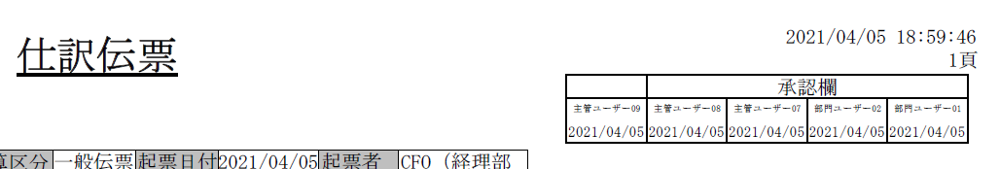 仕訳伝票
2021/04/05 18:59:46
1頁
承認欄
主管ユーザー09 主管ユーザー08 主管ユーザー07 部門ユーザー02 部門ユーザー01
2021/04/05 2021/04/05 2021/04/05 2021/04/05 2021/04/05
算区分 一般伝票 起票日付 2021/04/05 起票者 CFO（経理部